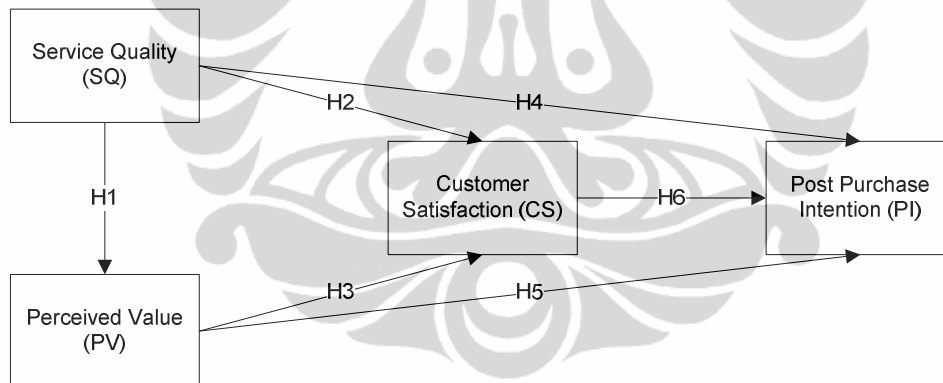 Service Quality
(SQ)
H2
H4
H1
Customer
Satisfaction (CS)
H6
Post Purchase
Intention (PI)
H3
H5
Perceived Value
(PV)